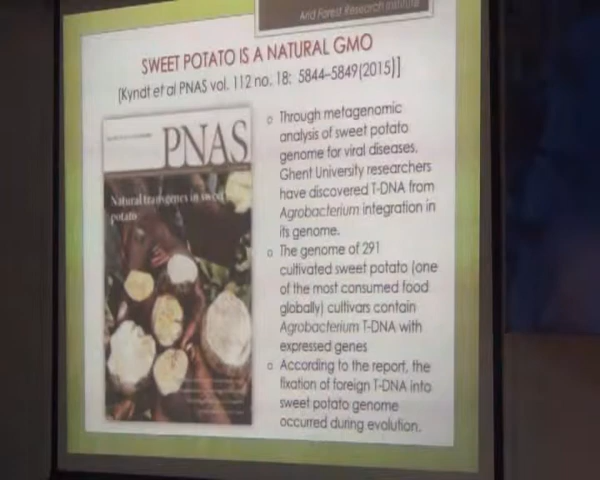 Arid Forest Research Institute
SWEET POTATO IS A NATURAL GMO
[Kyndt et al PNAS vol. 112 no. 18: 5844–5849(2015)]
PNAS
Natural transgenes in sweet
potato
Through metagenomic
analysis of sweet potato
genome for viral diseases,
Ghent University researchers
have discovered T-DNA from
Agrobacterium integration in
its genome.
The genome of 291
cultivated sweet potato (one
of the most consumed food
globally) cultivars contain
Agrobacterium T-DNA with
expressed genes
According to the report, the
fixation of foreign T-DNA into
sweet potato genome
occurred during evalution.